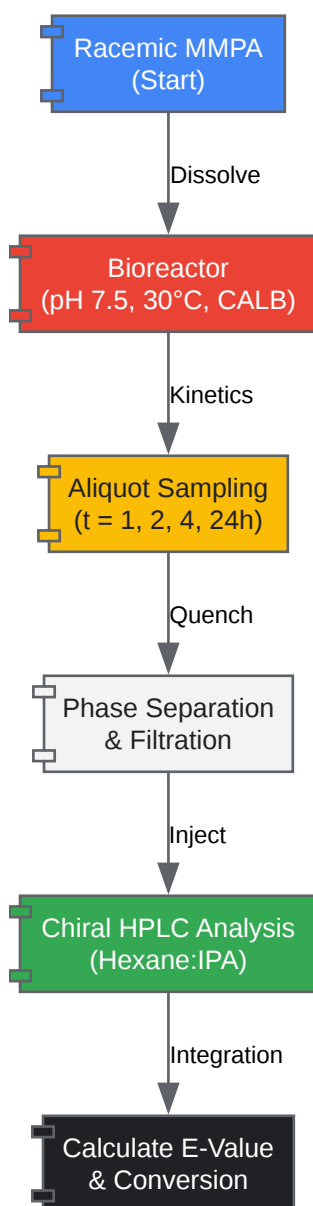 Racemic MMPA
(Start)
Dissolve
Bioreactor
(pH 7.5, 30°C, CALB)
Kinetics
Aliquot Sampling
(t = 1, 2, 4, 24h)
Quench
Phase Separation
& Filtration
Inject
Chiral HPLC Analysis
(Hexane:IPA)
Integration
Calculate E-Value
& Conversion